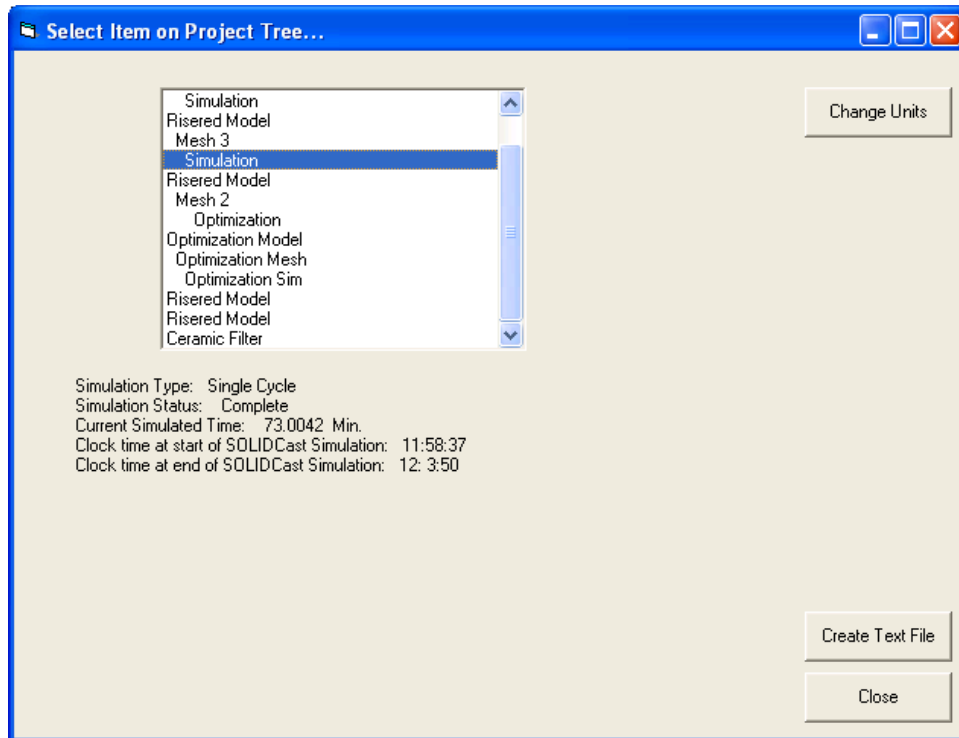 Select Item on Project Tree...
Simulation
Risered Model
Mesh 3
Simulation
Risered Model
Mesh 2
Optimization
Optimization Model
Optimization Mesh
Optimization Sim
Risered Model
Risered Model
Ceramic Filter
Change Units
Simulation Type: Single Cycle
Simulation Status: Complete
Current Simulated Time: 73.0042 Min.
Clock time at start of SOLIDCast Simulation: 11:58:37
Clock time at end of SOLIDCast Simulation: 12: 3:50
Create Text File
Close